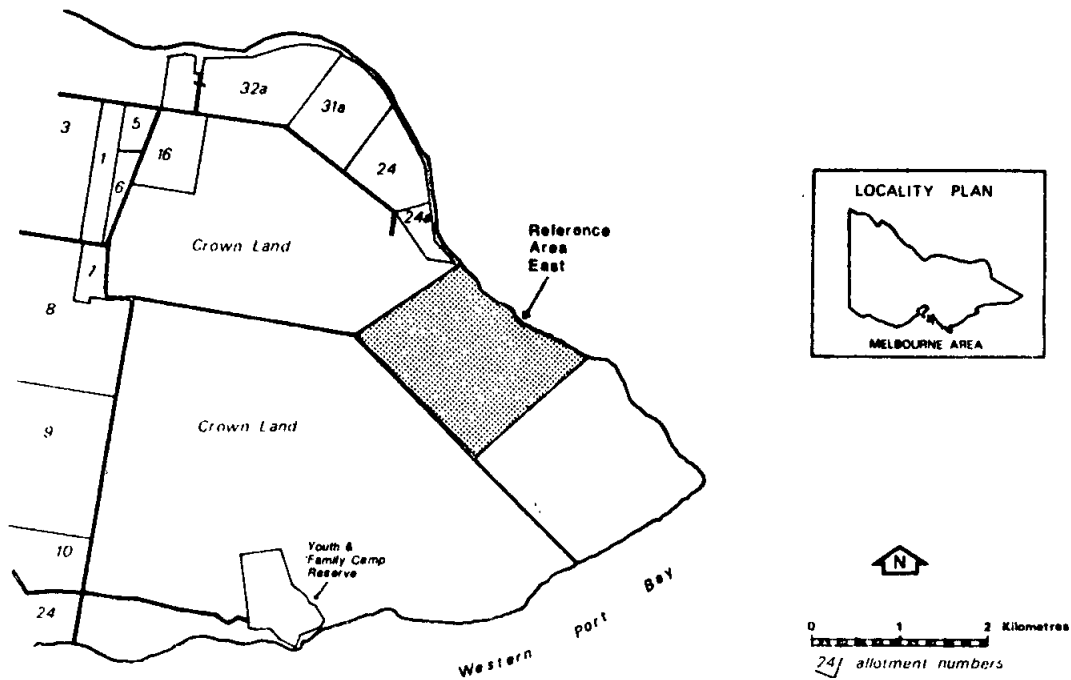 32a
31a
3
5
1
16
6
24
24a
Reference
Area
East
Crown Land
7
8
Crown Land
9
10
24
Youth &
Family Camp
Reserve
Western Port Bay
LOCALITY PLAN
MELBOURNE AREA
N
0 1 2 Kilometres
24 allotment numbers